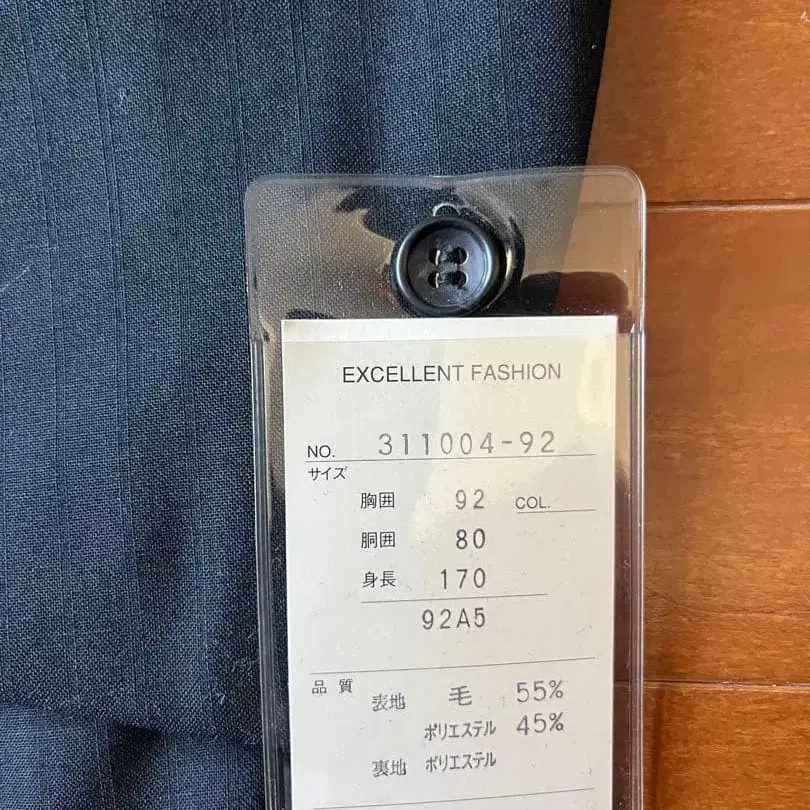 EXCELLENT FASHION
NO. 311004-92
サイズ
胸囲 92 COL.
胴囲 80
身長 170
92A5
品質 表地 毛 55%
ポリエステル 45%
裏地 ポリエステル